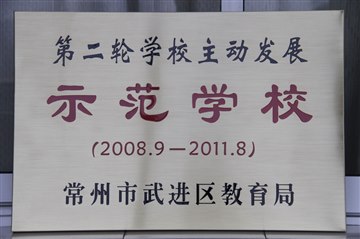 第二轮学校主动发展
示范学校
(2008.9—2011.8)
常州市武进区教育局